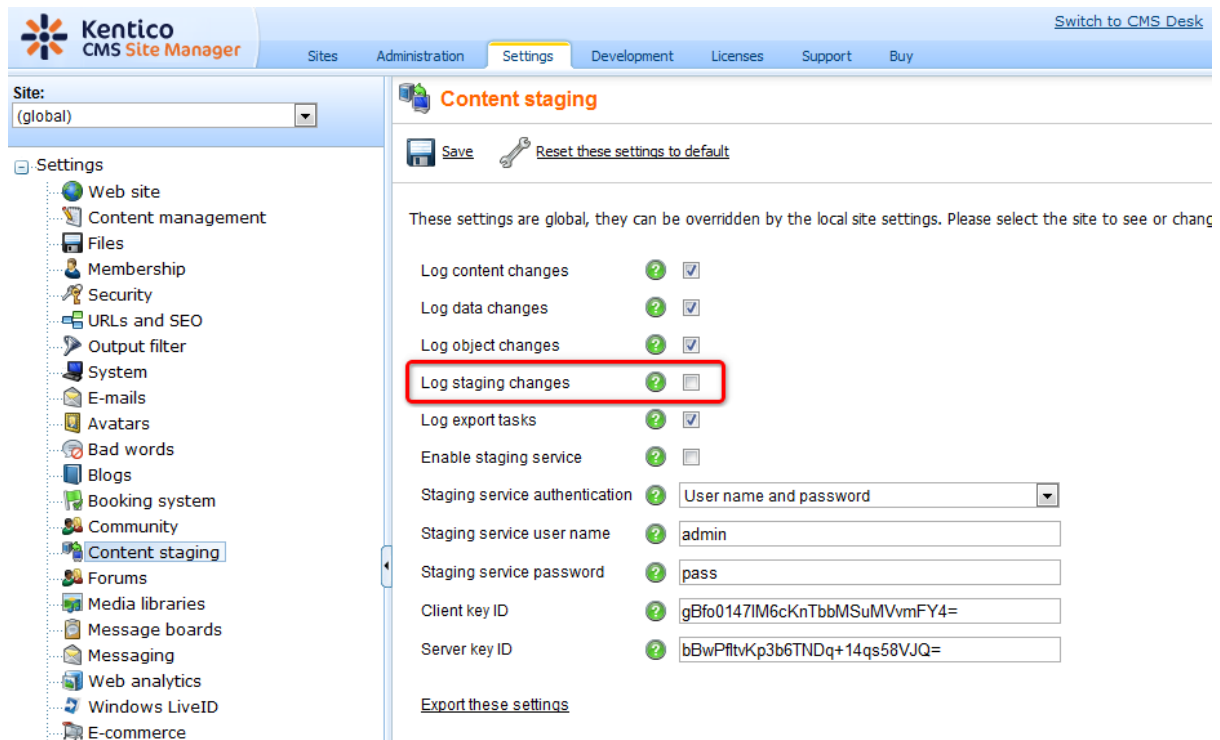 Kentico
CMS Site Manager
Switch to CMS Desk
Sites Administration Settings Development Licenses Support Buy
Site:
(global)
Settings
Web site
Content management
Files
Membership
Security
URLs and SEO
Output filter
System
E-mails
Avatars
Bad words
Blogs
Booking system
Community
Content staging
Forums
Media libraries
Message boards
Messaging
Web analytics
Windows LiveID
E-commerce
Content staging
Save Reset these settings to default
These settings are global, they can be overridden by the local site settings. Please select the site to see or chang
Log content changes
Log data changes
Log object changes
Log staging changes
Log export tasks
Enable staging service
Staging service authentication User name and password
Staging service user name admin
Staging service password pass
Client key ID gBfo0147lM6cKnTbbMSuMVvmFY4=
Server key ID bBwPfltvKp3b6TNDq+14qs58VJQ=
Export these settings